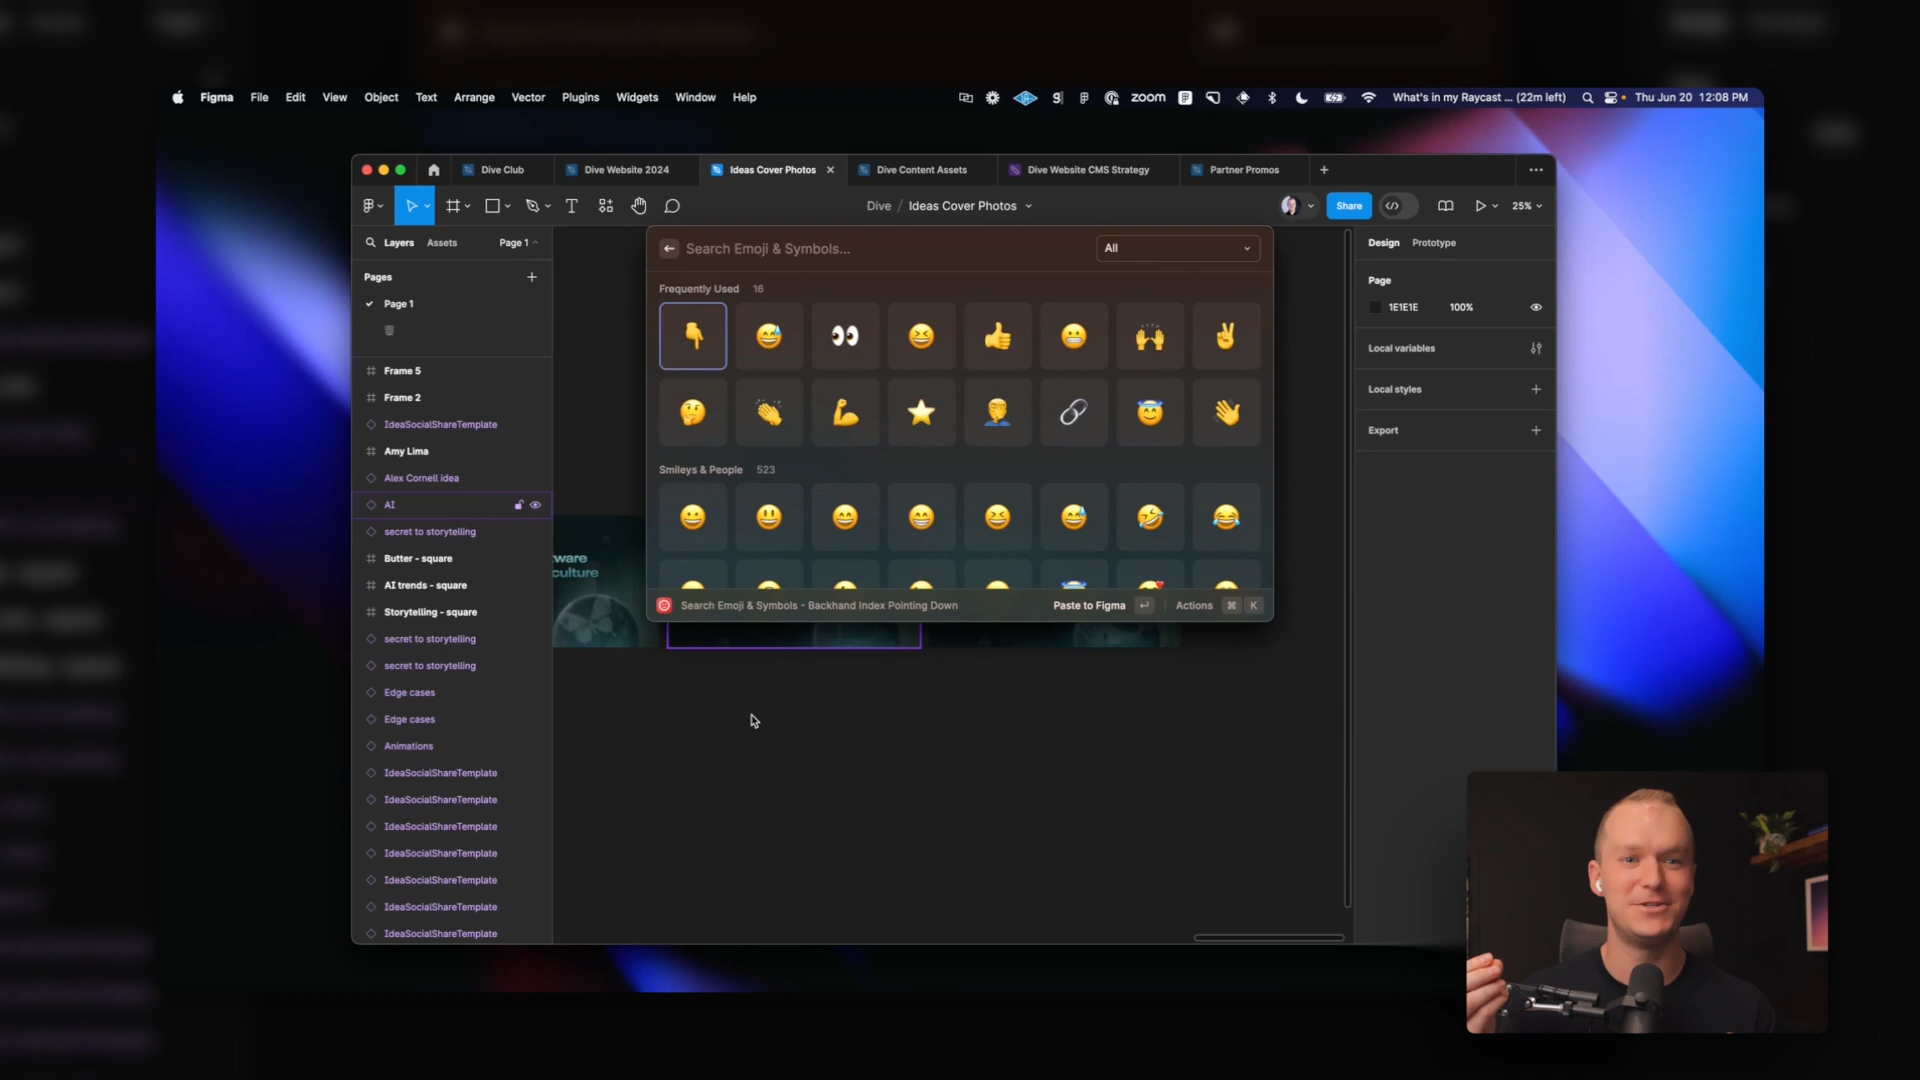 Figma File Edit View Object Text Arrange Vector Plugins Widgets Window Help
zoom What's in my Raycast ... (22m left) Thu Jun 20 12:08 PM
Dive Club Dive Website 2024 Ideas Cover Photos Dive Content Assets Dive Website CMS Strategy Partner Promos
Dive / Ideas Cover Photos Share 25%
Layers Assets Page 1
Pages
Page 1
Frame 5
Frame 2
IdeaSocialShareTemplate
Amy Lima
Alex Cornell idea
AI
secret to storytelling
Butter - square
AI trends - square
Storytelling - square
secret to storytelling
secret to storytelling
Edge cases
Edge cases
Animations
IdeaSocialShareTemplate
IdeaSocialShareTemplate
IdeaSocialShareTemplate
IdeaSocialShareTemplate
IdeaSocialShareTemplate
IdeaSocialShareTemplate
IdeaSocialShareTemplate
Search Emoji & Symbols... All
Frequently Used 16
Smileys & People 523
Search Emoji & Symbols - Backhand Index Pointing Down Paste to Figma Actions ⌘ K
tware
culture
Design Prototype
Page
1E1E1E 100%
Local variables
Local styles
Export